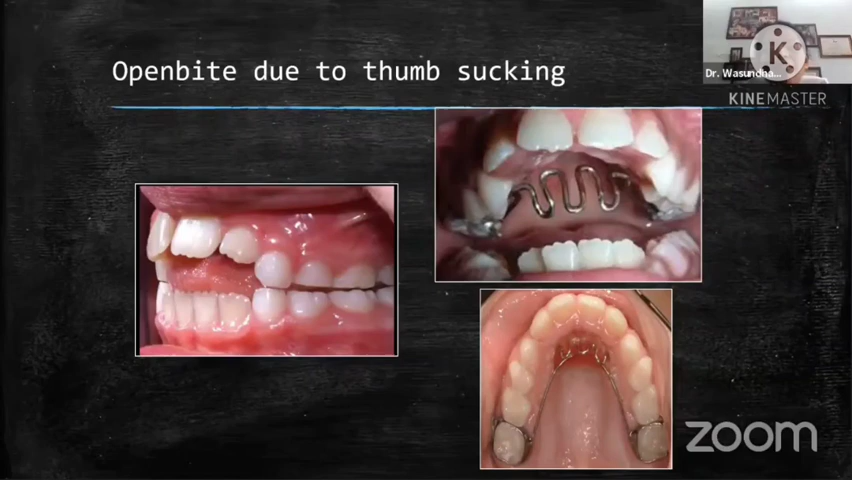 Openbite due to thumb sucking
K
Dr. Wasundha...
KINEMASTER
zoom